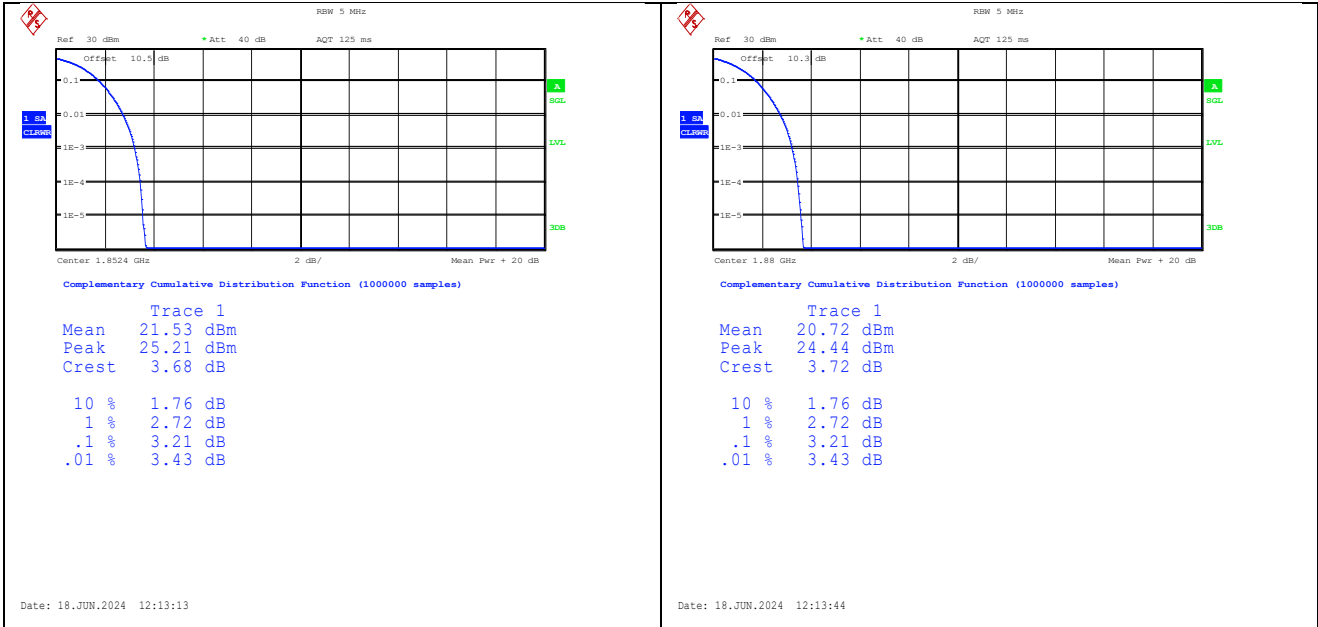 RBW 5 MHz
Ref 30 dBm *Att 40 dB AQT 125 ms
Offset 10.5 dB
0.1
A
SGL
1 SA
CLRWR
0.01
1E-3
LVL
1E-4
1E-5
3DB
Center 1.8524 GHz 2 dB/ Mean Pwr + 20 dB
Complementary Cumulative Distribution Function (1000000 samples)
Trace 1
Mean 21.53 dBm
Peak 25.21 dBm
Crest 3.68 dB
10 % 1.76 dB
1 % 2.72 dB
.1 % 3.21 dB
.01 % 3.43 dB
Date: 18.JUN.2024 12:13:13
RBW 5 MHz
Ref 30 dBm *Att 40 dB AQT 125 ms
Offset 10.3 dB
0.1
A
SGL
1 SA
CLRWR
0.01
1E-3
LVL
1E-4
1E-5
3DB
Center 1.88 GHz 2 dB/ Mean Pwr + 20 dB
Complementary Cumulative Distribution Function (1000000 samples)
Trace 1
Mean 20.72 dBm
Peak 24.44 dBm
Crest 3.72 dB
10 % 1.76 dB
1 % 2.72 dB
.1 % 3.21 dB
.01 % 3.43 dB
Date: 18.JUN.2024 12:13:44